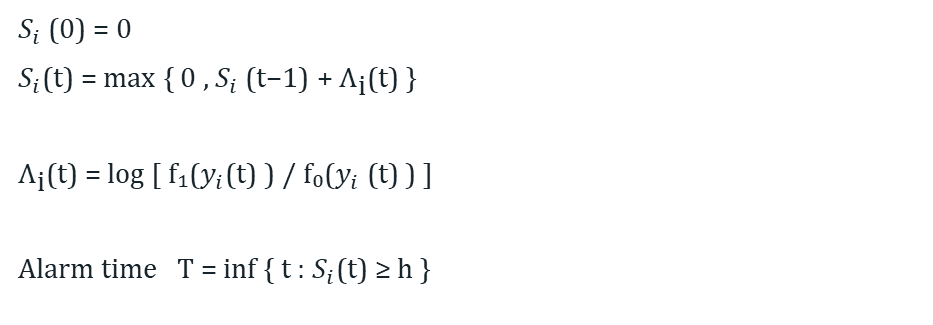 Sᵢ (0) = 0
Sᵢ(t) = max { 0 , Sᵢ (t−1) + Λᵢ(t) }
Λᵢ(t) = log [ f₁(yᵢ(t) ) / f₀(yᵢ (t) ) ]
Alarm time T = inf { t : Sᵢ(t) ≥ h }